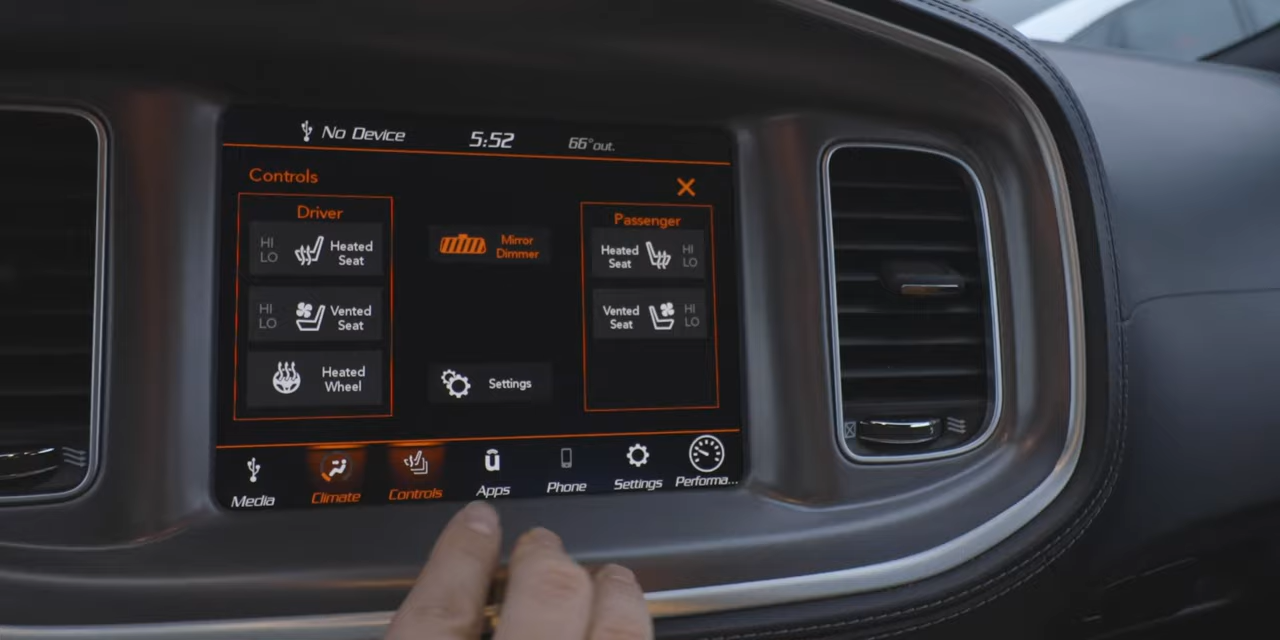 No Device 5:52 66°out.
Controls
Driver
HI
LO
Heated
Seat
HI
LO
Vented
Seat
Heated
Wheel
Mirror
Dimmer
Settings
Passenger
Heated
Seat
HI
LO
Vented
Seat
HI
LO
Media Climate Controls Apps Phone Settings Performa...